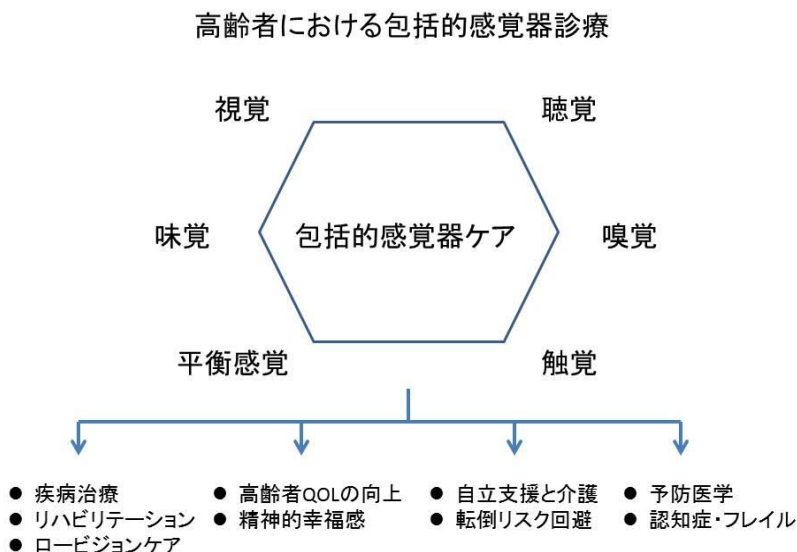 高齢者における包括的感覚器診療
視覚
聴覚
味覚
包括的感覚器ケア
嗅覚
平衡感覚
触覚
● 疾病治療
● リハビリテーション
● ロービジョンケア
● 高齢者QOLの向上
● 精神的幸福感
● 自立支援と介護
● 転倒リスク回避
● 予防医学
● 認知症・フレイル